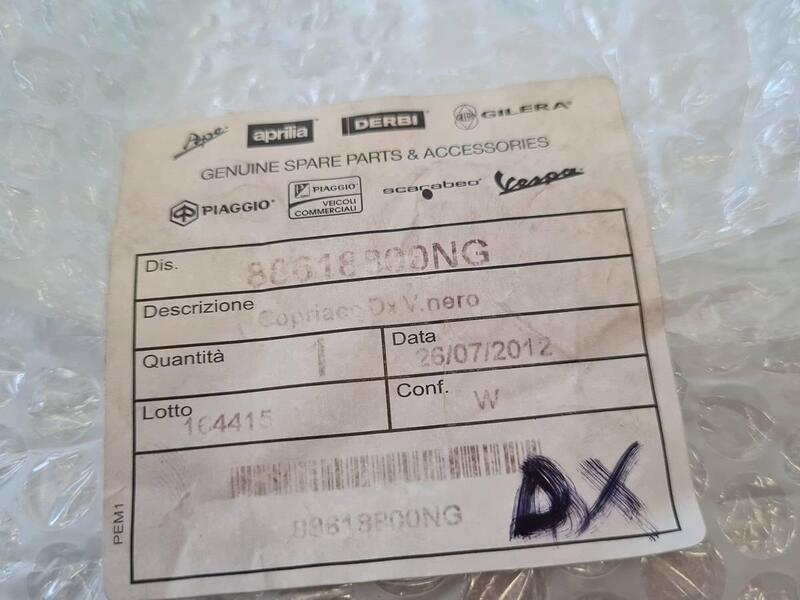 Ape aprilia DERBI GILERA
GENUINE SPARE PARTS & ACCESSORIES
PIAGGIO PIAGGIO VEICOLI COMMERCIALI scarabeo Vespa
Dis. 88618800NG
Descrizione Dx V.nero
Quantità 1 Data 26/07/2012
Lotto 164415 Conf. W
88618800NG
DX
PEM1